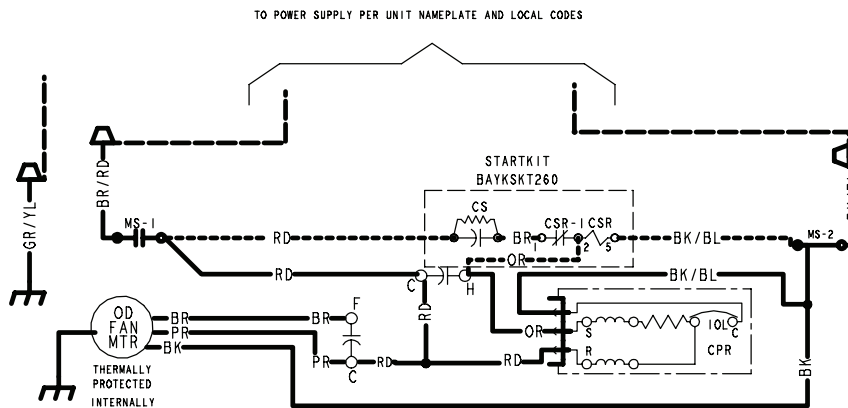 TO POWER SUPPLY PER UNIT NAMEPLATE AND LOCAL CODES
STARTKIT
BAYKSKT260
GR/YL
BR/RD
MS-1
RD
CS
BR
1
CSR-1
CSR
2
5
OR
BK/BL
MS-2
RD
C
H
BK/BL
RD
OD
FAN
MTR
BR
PR
BK
BR
F
PR
C
RD
RD
OR
S
R
IOL
C
CPR
BK
THERMALLY
PROTECTED
INTERNALLY